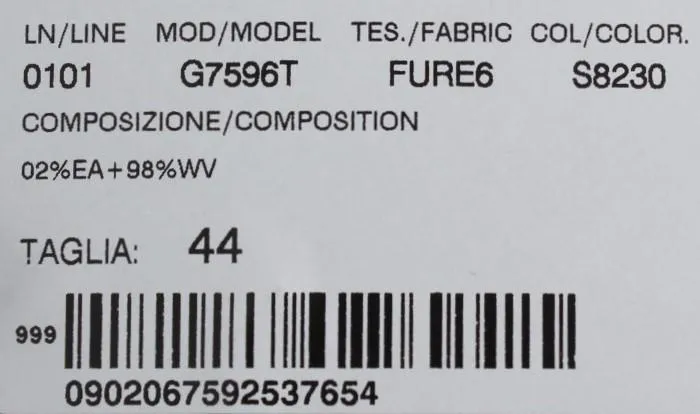 LN/LINE MOD/MODEL TES./FABRIC COL/COLOR.
0101 G7596T FURE6 S8230
COMPOSIZIONE/COMPOSITION
02%EA+98%WV
TAGLIA: 44
999
0902067592537654